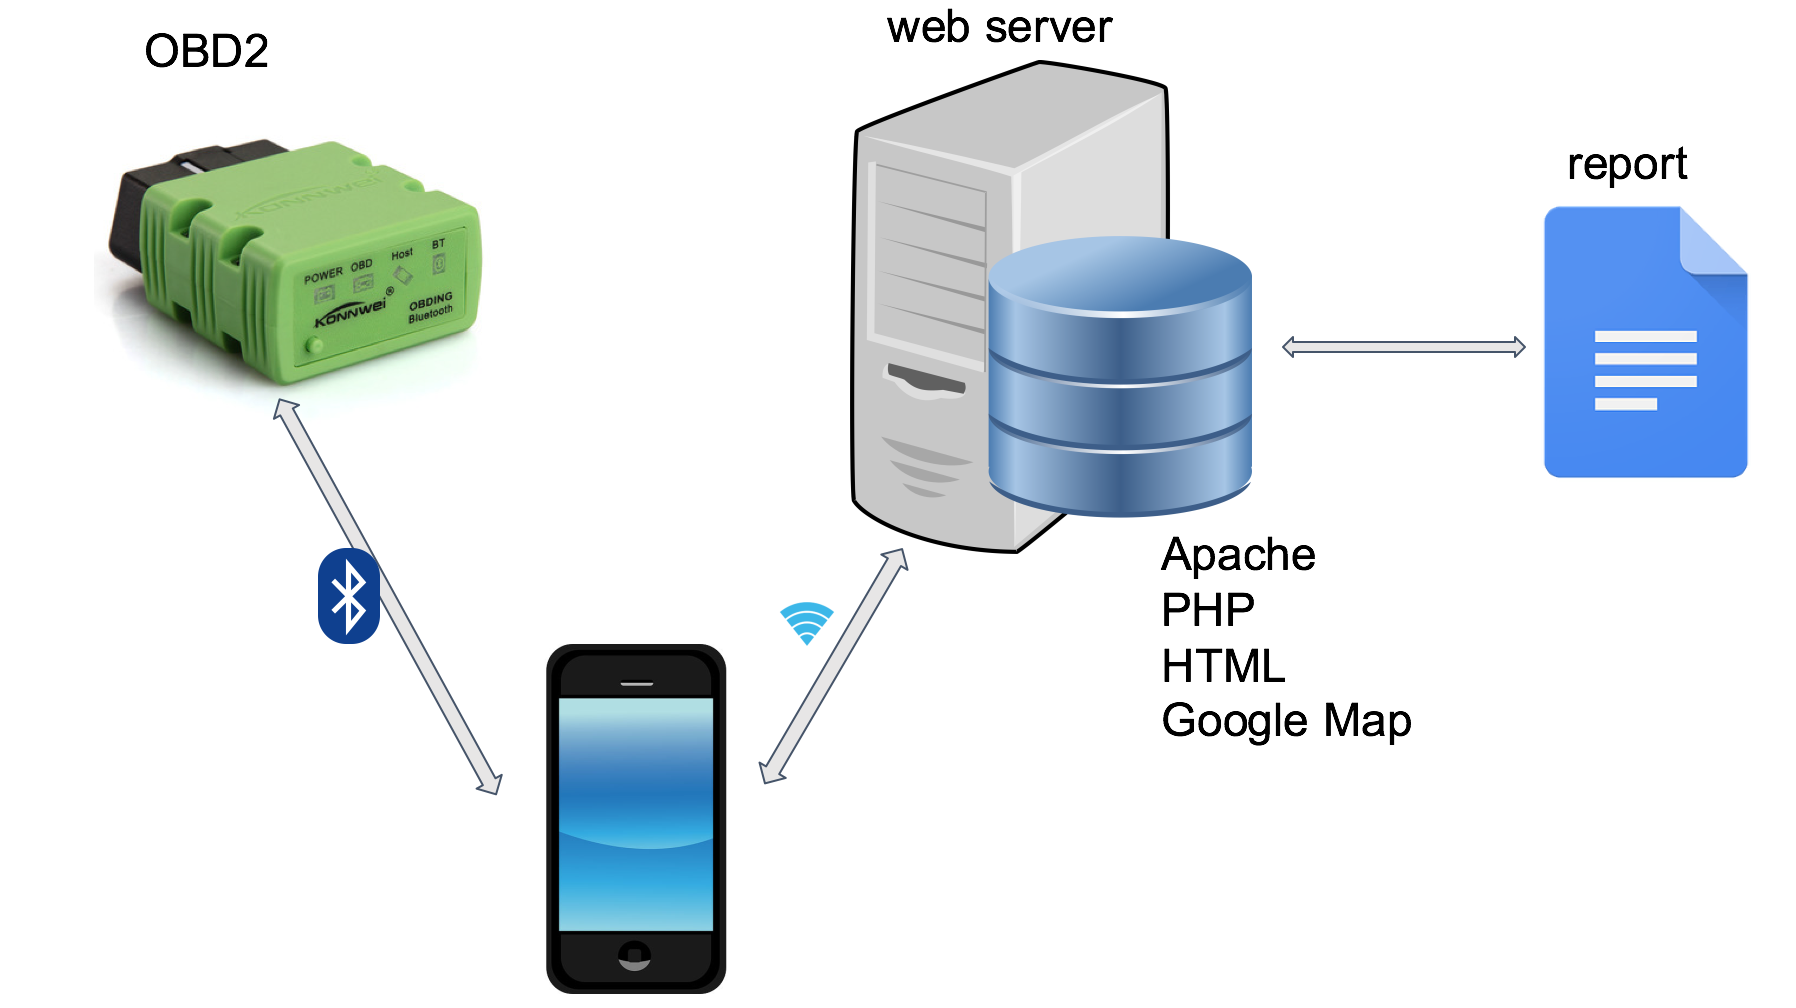 OBD2
web server
report
KONNWEI
POWER OBD Host BT
KONNWEI®
OBDING
Bluetooth
Apache
PHP
HTML
Google Map